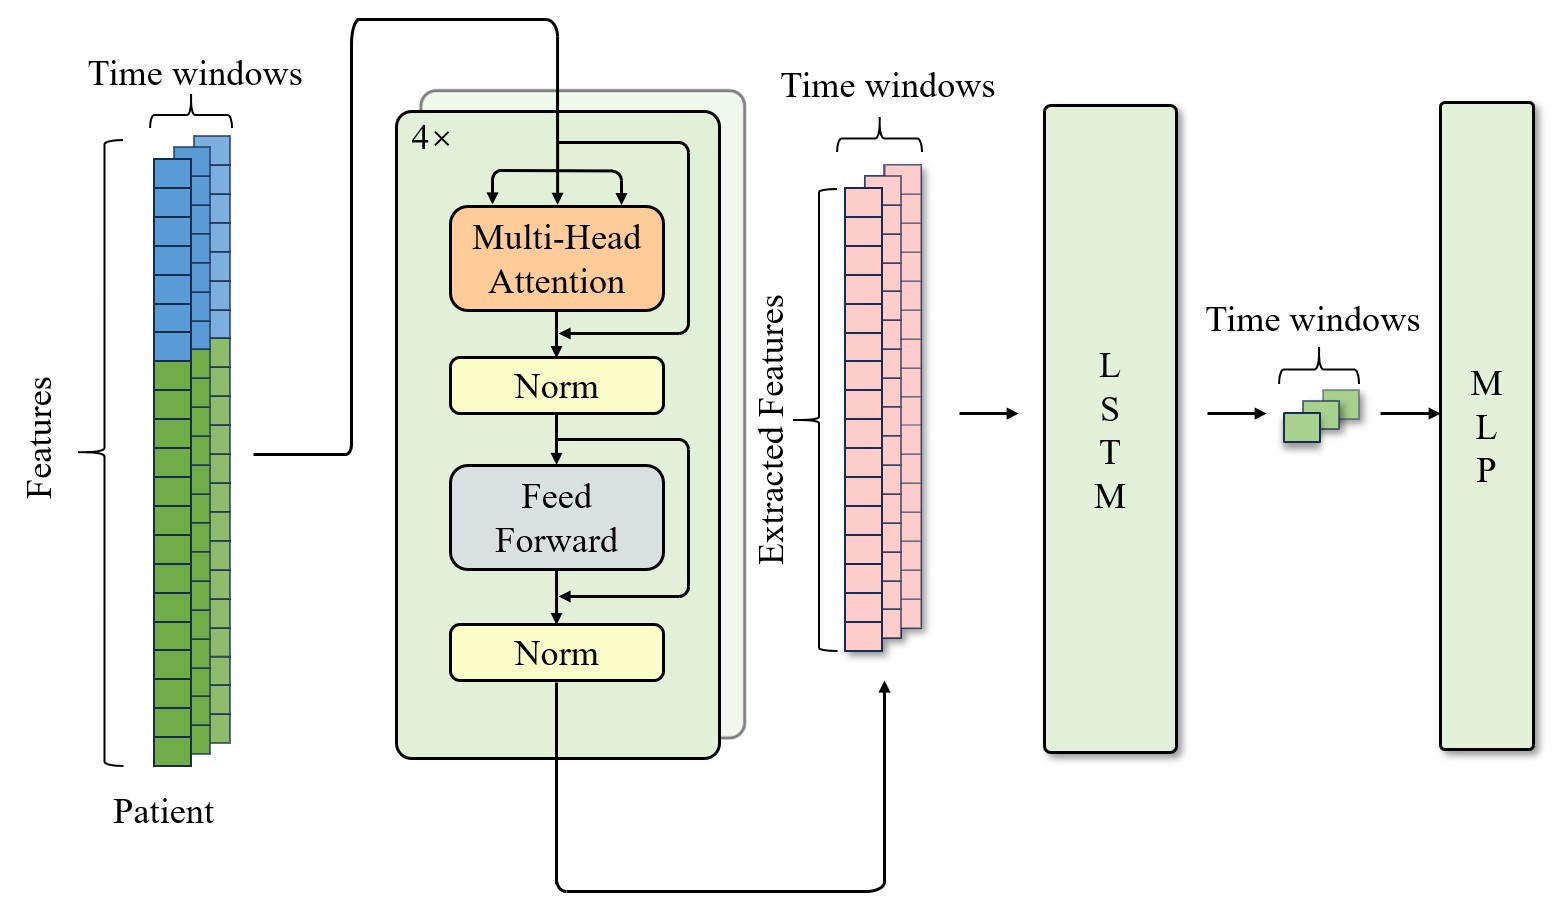 Time windows
Features
Patient
4×
Multi-Head
Attention
Norm
Feed
Forward
Norm
Time windows
Extracted Features
L
S
T
M
Time windows
M
L
P